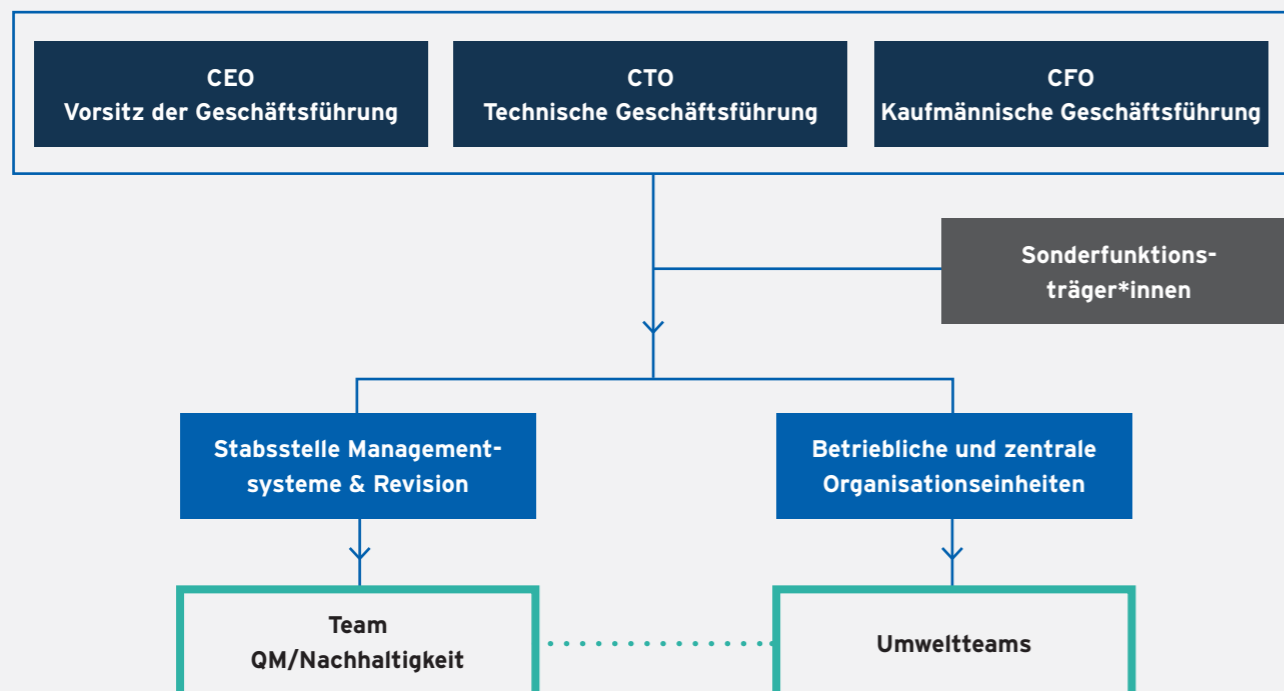 CEO
Vorsitz der Geschäftsführung
CTO
Technische Geschäftsführung
CFO
Kaufmännische Geschäftsführung
Sonderfunktions-
träger*innen
Stabsstelle Management-
systeme & Revision
Betriebliche und zentrale
Organisationseinheiten
Team
QM/Nachhaltigkeit
Umweltteams